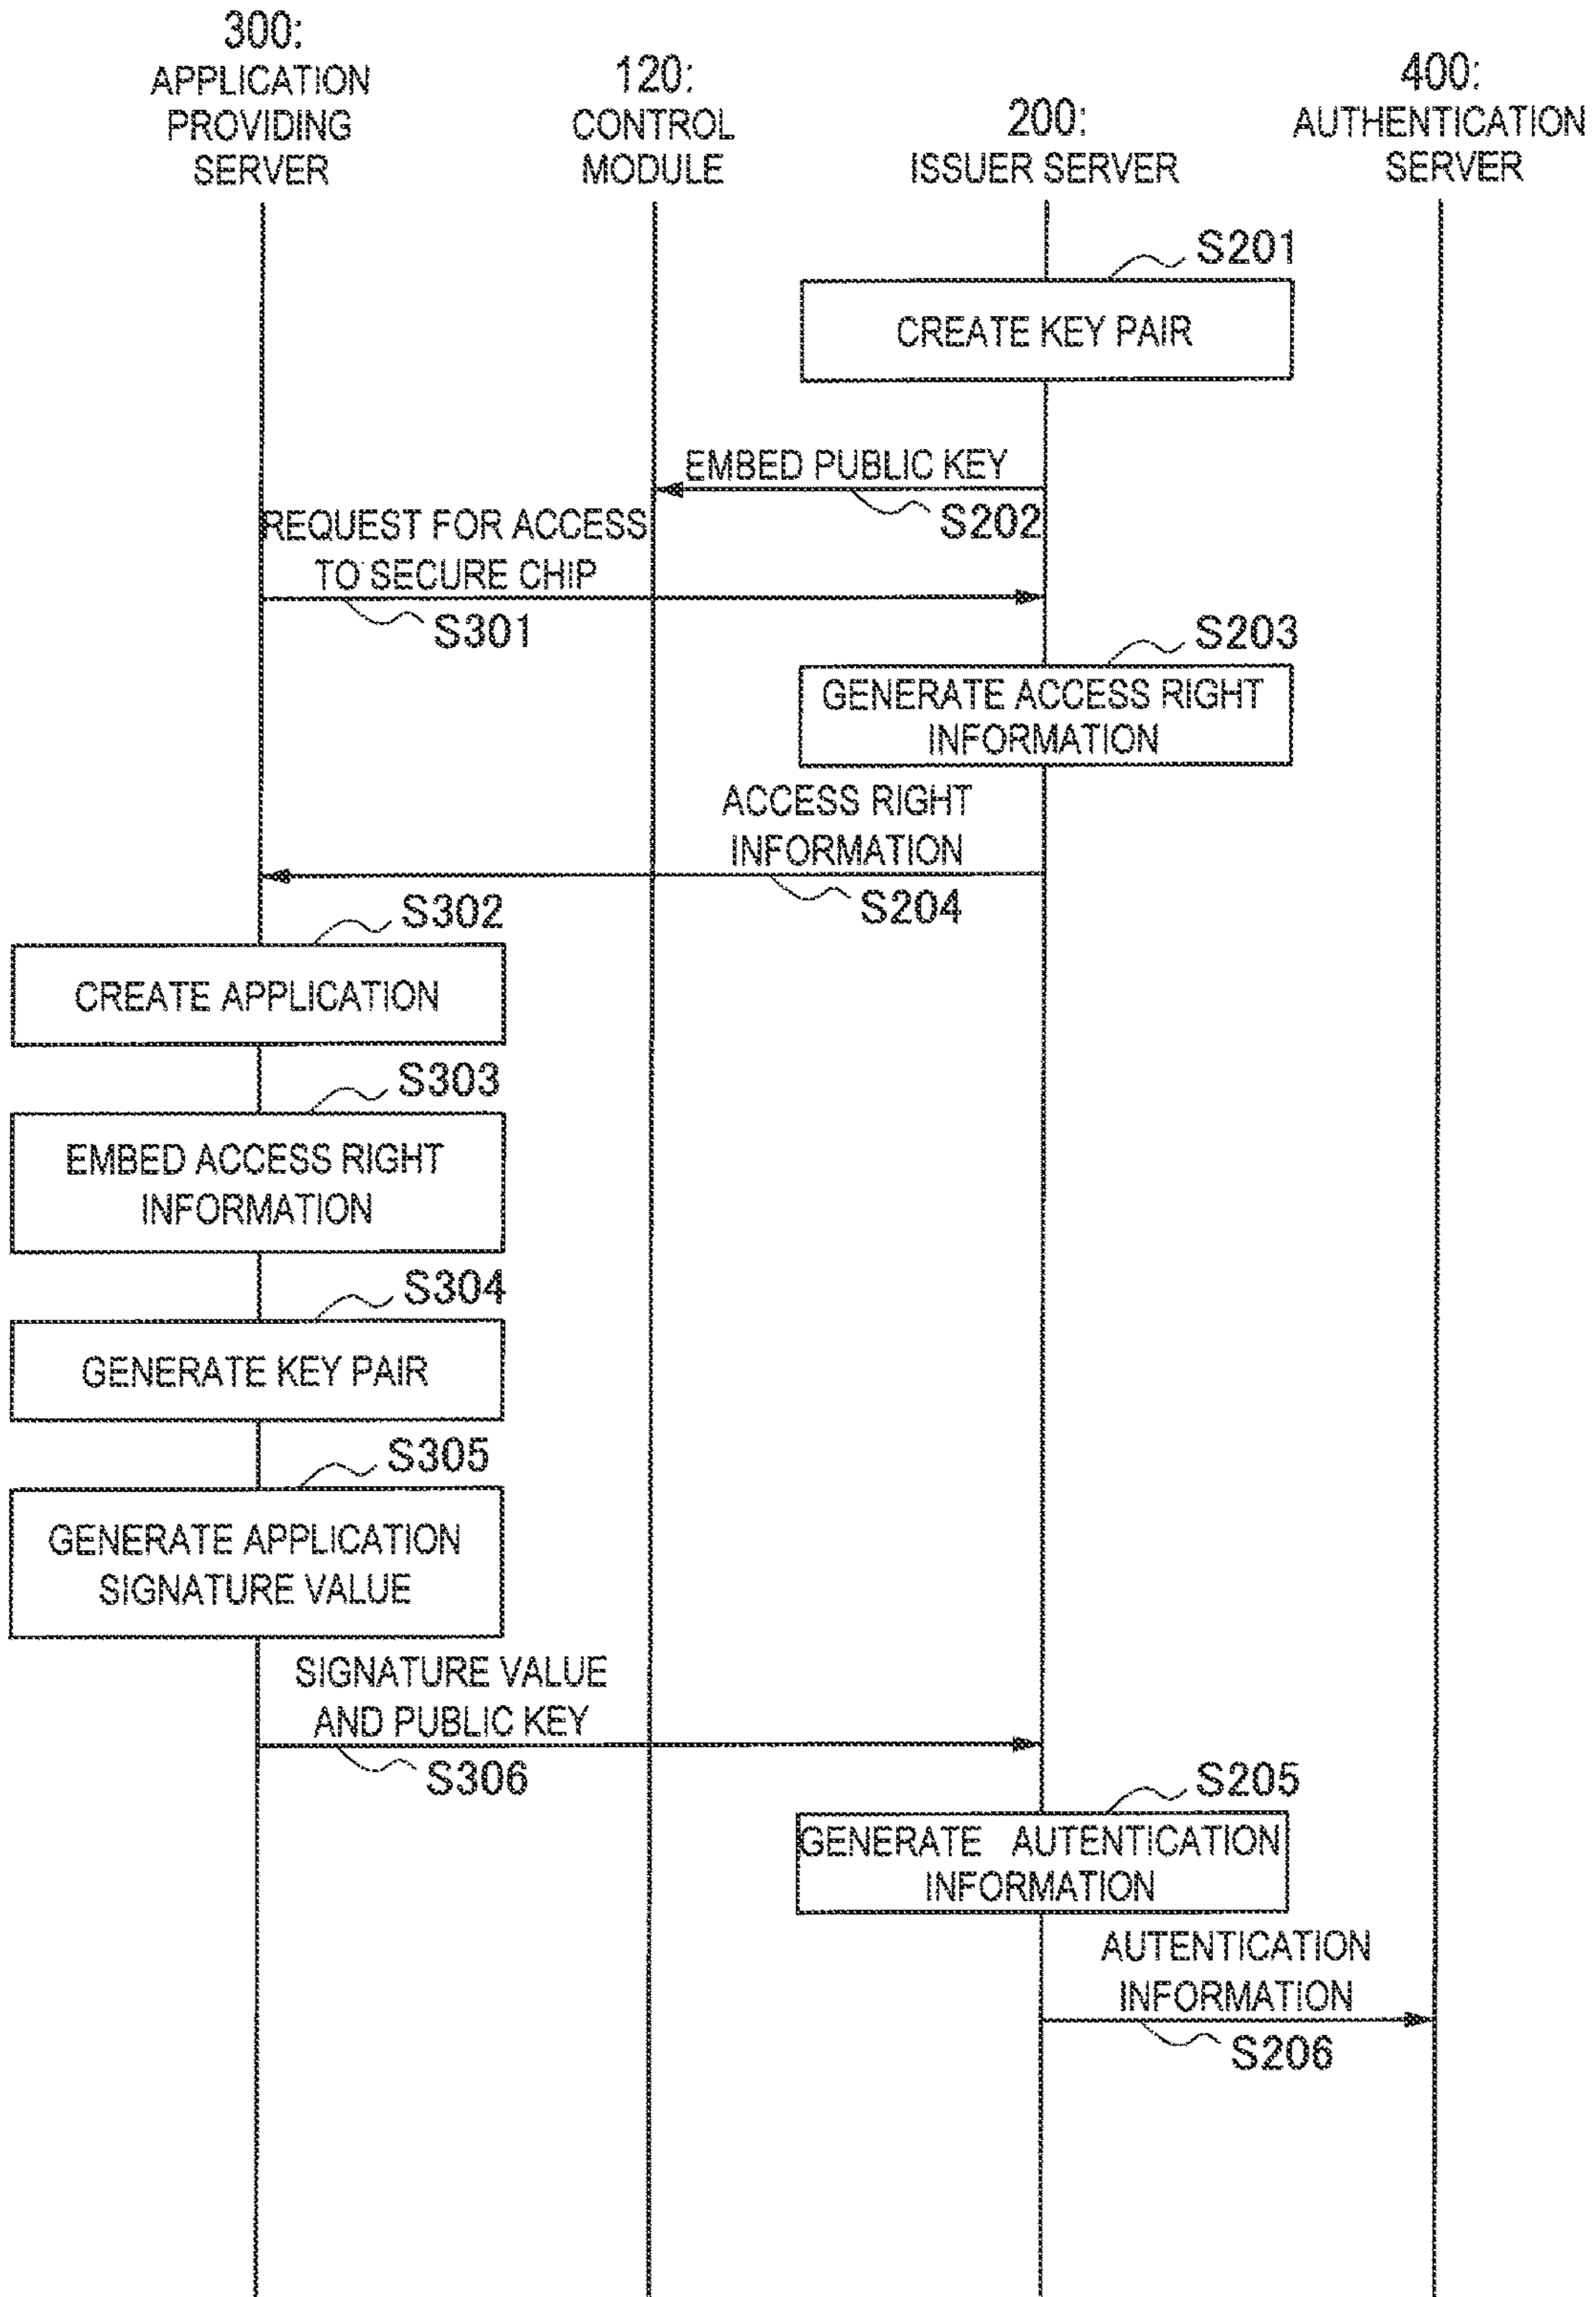 300:
APPLICATION
PROVIDING
SERVER
120:
CONTROL
MODULE
200:
ISSUER SERVER
400:
AUTHENTICATION
SERVER
S201
CREATE KEY PAIR
EMBED PUBLIC KEY
S202
REQUEST FOR ACCESS
TO SECURE CHIP
S301
S203
GENERATE ACCESS RIGHT
INFORMATION
ACCESS RIGHT
INFORMATION
S204
S302
CREATE APPLICATION
S303
EMBED ACCESS RIGHT
INFORMATION
S304
GENERATE KEY PAIR
S305
GENERATE APPLICATION
SIGNATURE VALUE
SIGNATURE VALUE
AND PUBLIC KEY
S306
S205
GENERATE AUTENTICATION
INFORMATION
AUTENTICATION
INFORMATION
S206